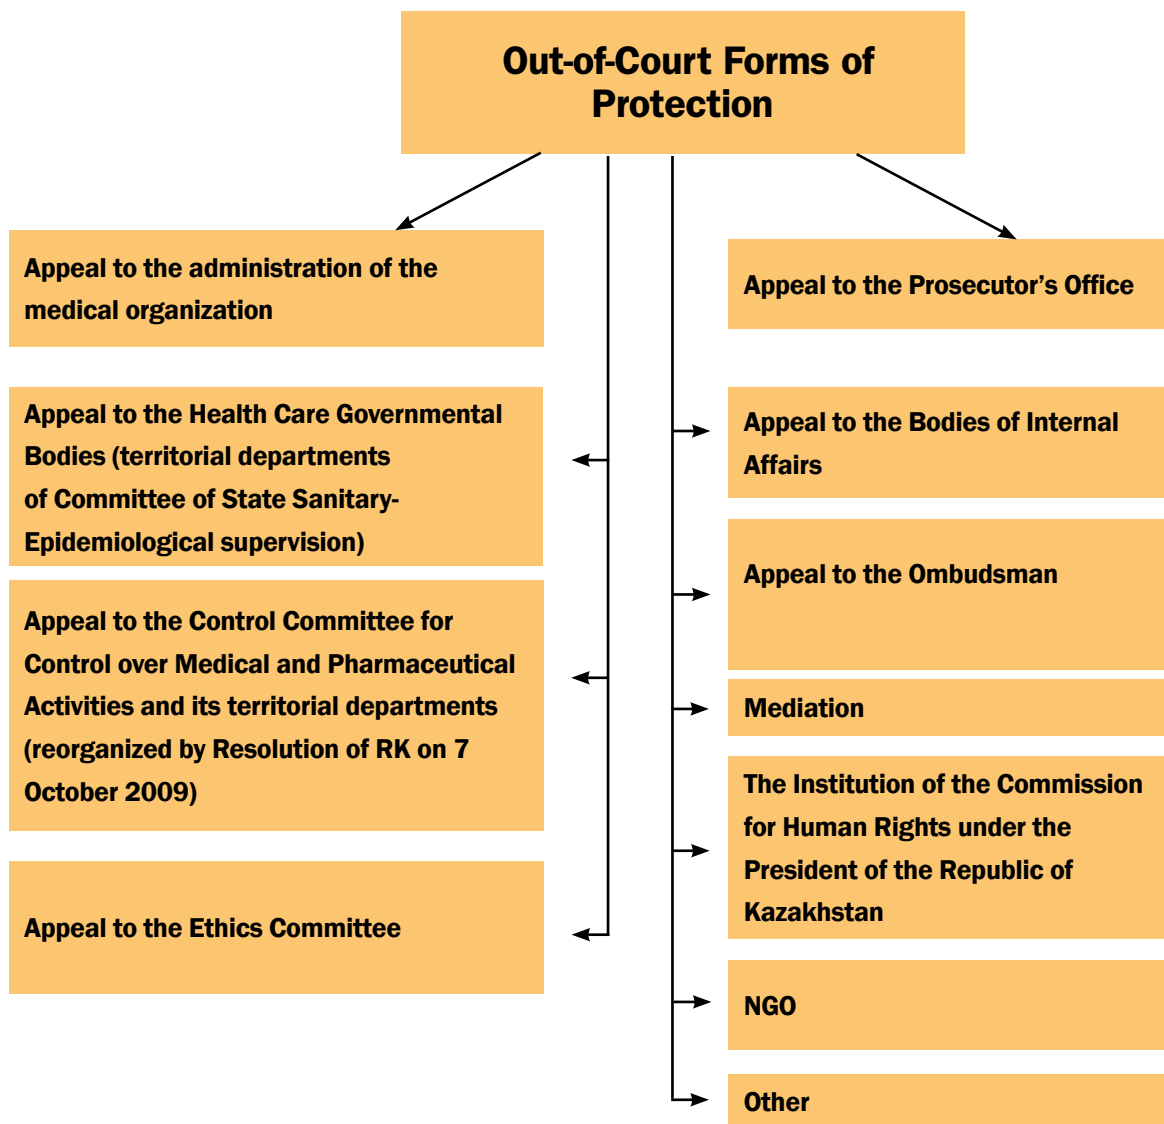 Out-of-Court Forms of
Protection
Appeal to the administration of the
medical organization
Appeal to the Health Care Governmental
Bodies (territorial departments
of Committee of State Sanitary-
Epidemiological supervision)
Appeal to the Control Committee for
Control over Medical and Pharmaceutical
Activities and its territorial departments
(reorganized by Resolution of RK on 7
October 2009)
Appeal to the Ethics Committee
Appeal to the Prosecutor’s Office
Appeal to the Bodies of Internal
Affairs
Appeal to the Ombudsman
Mediation
The Institution of the Commission
for Human Rights under the
President of the Republic of
Kazakhstan
NGO
Other